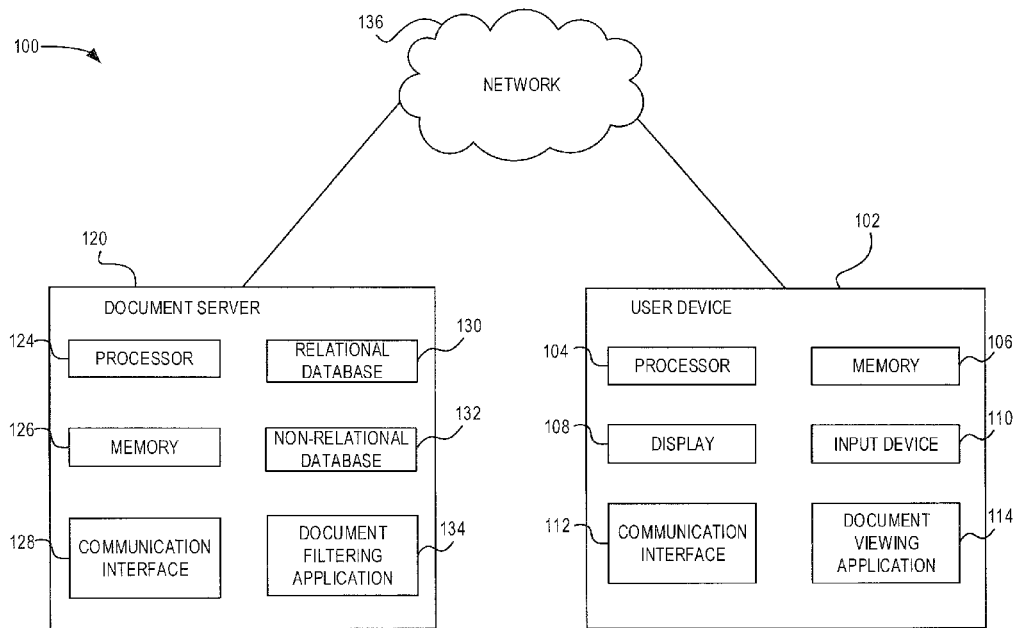 136
100
NETWORK
120
102
DOCUMENT SERVER
USER DEVICE
124
PROCESSOR
RELATIONAL
DATABASE
130
104
PROCESSOR
MEMORY
106
126
MEMORY
NON-RELATIONAL
DATABASE
132
108
DISPLAY
INPUT DEVICE
110
128
COMMUNICATION
INTERFACE
DOCUMENT
FILTERING
APPLICATION
134
112
COMMUNICATION
INTERFACE
DOCUMENT
VIEWING
APPLICATION
114